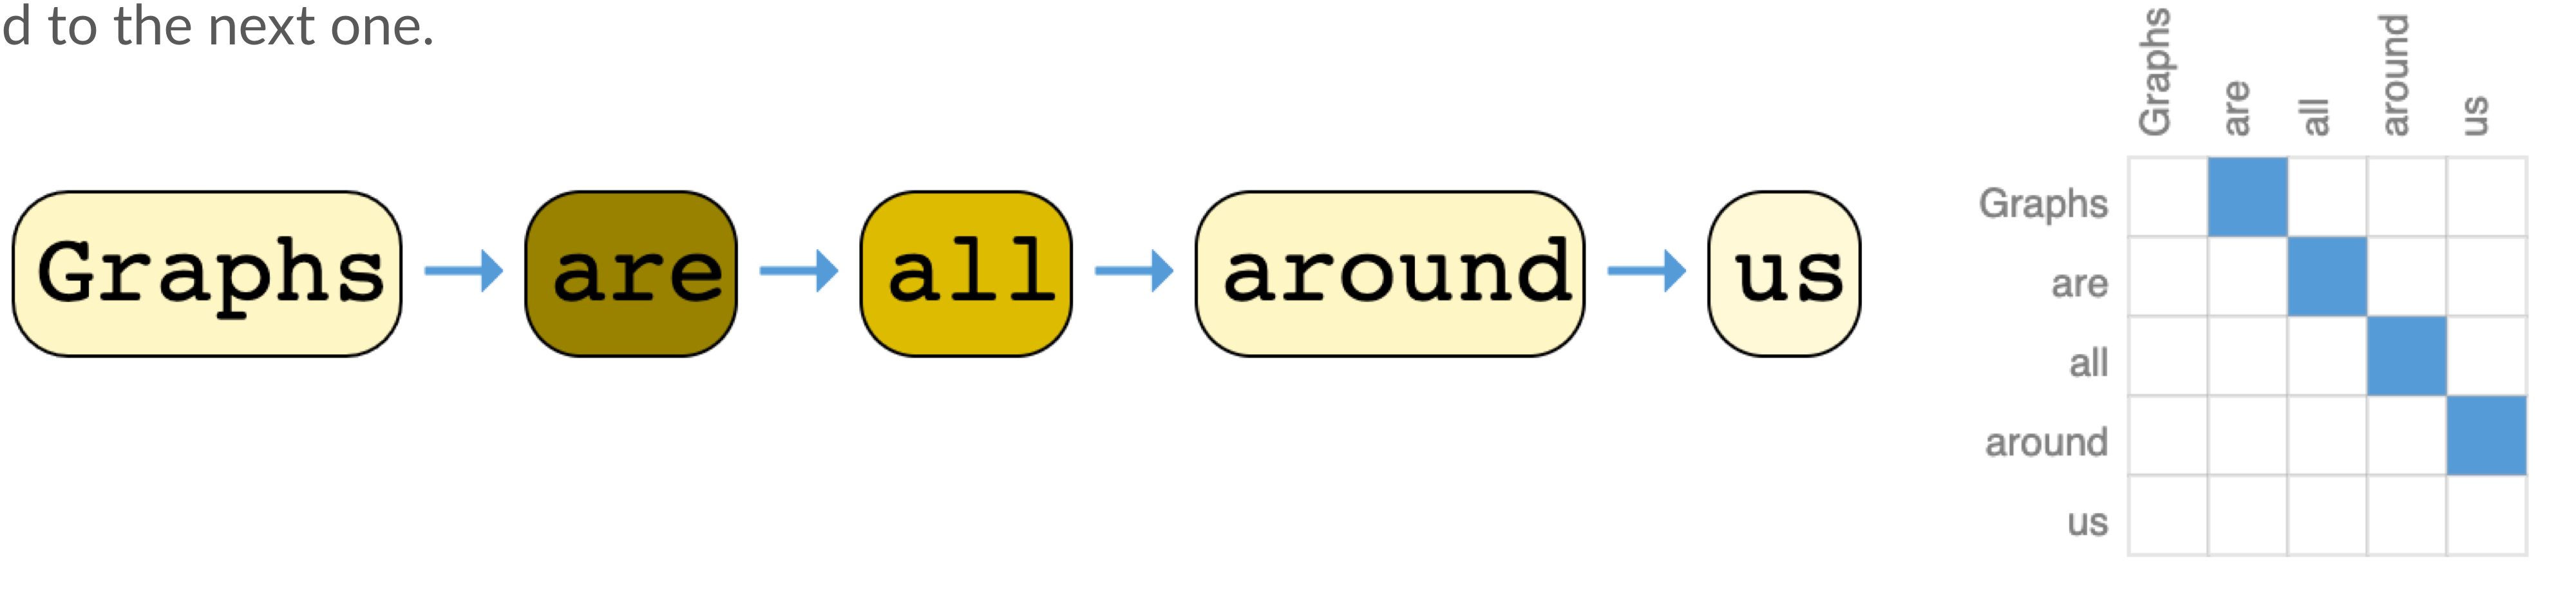 d to the next one.
Graphs are all around us
Graphs are all around us
Graphs
are
all
around
us